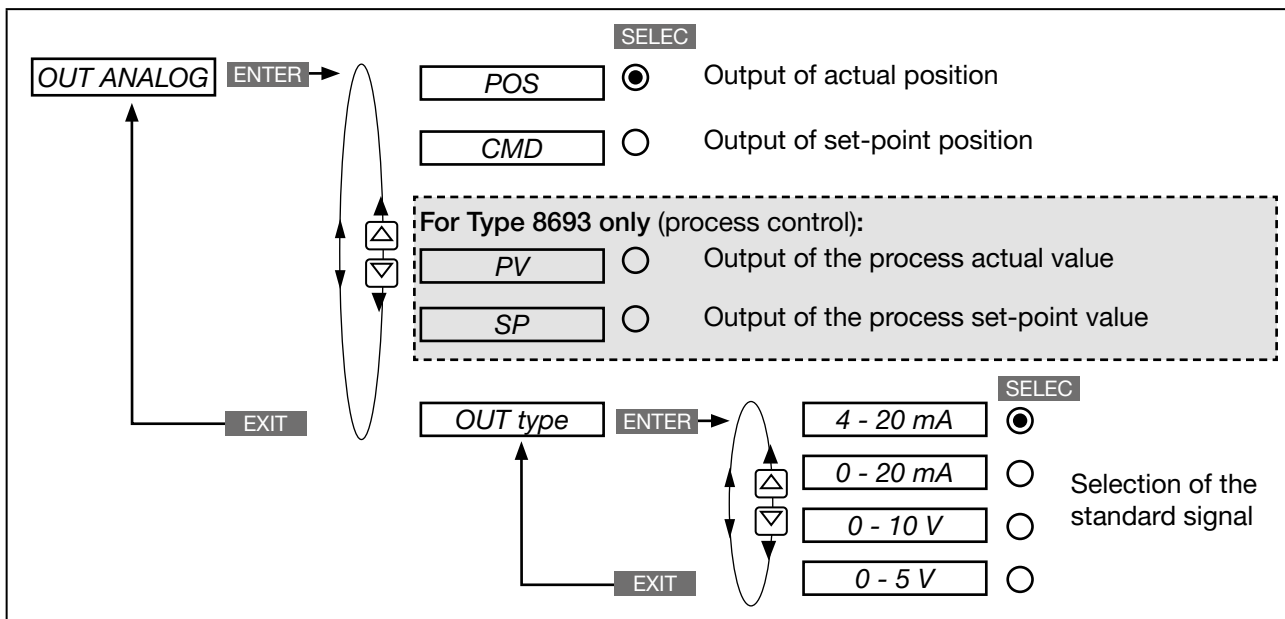 SELEC
OUT ANALOG ENTER
POS Output of actual position
CMD Output of set-point position
For Type 8693 only (process control):
PV Output of the process actual value
SP Output of the process set-point value
SELEC
EXIT OUT type ENTER 4 - 20 mA
0 - 20 mA
Selection of the
standard signal
0 - 10 V
EXIT 0 - 5 V